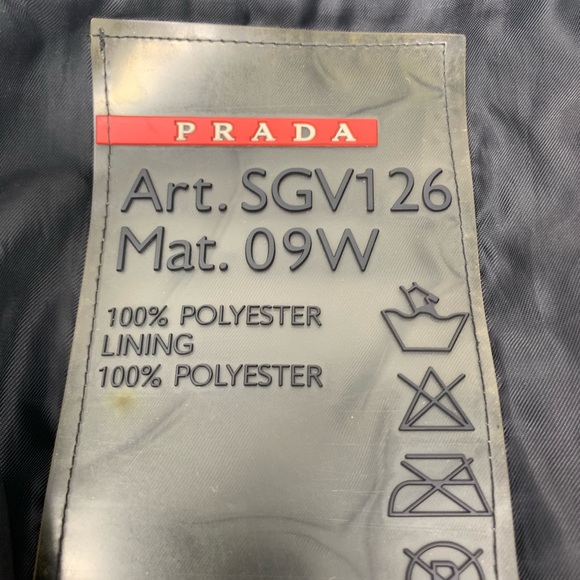 PRADA
Art. SGV126
Mat. 09W
100% POLYESTER
LINING
100% POLYESTER
P